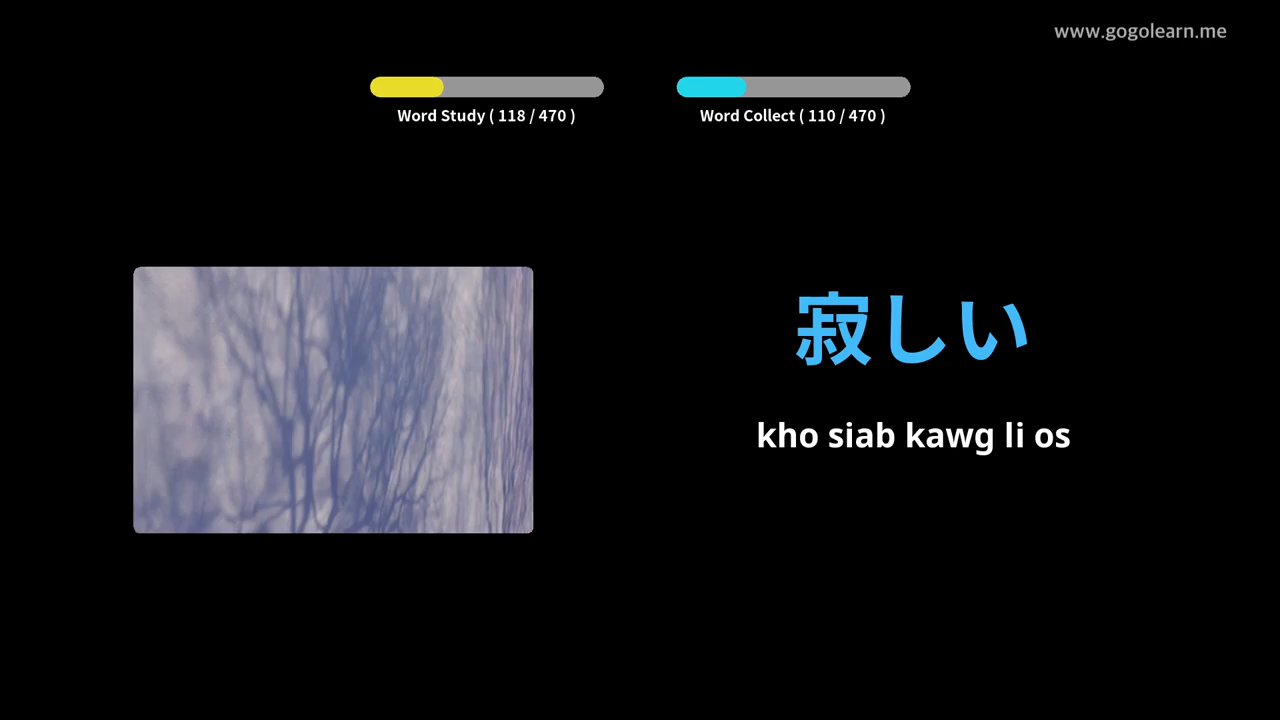 www.gogolearn.me
Word Study ( 118 / 470 )
Word Collect ( 110 / 470 )
寂しい
kho siab kawg li os